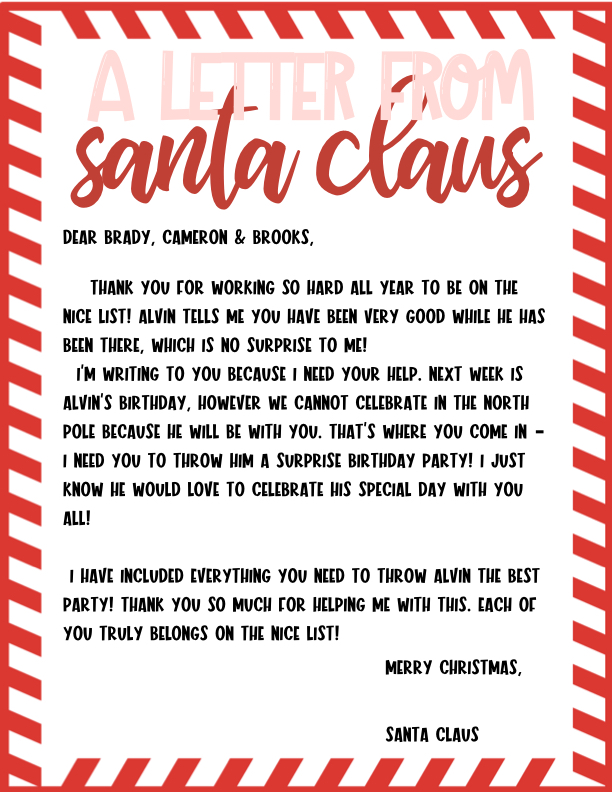 A LETTER FROM
santa claus
DEAR BRADY, CAMERON & BROOKS,
THANK YOU FOR WORKING SO HARD ALL YEAR TO BE ON THE
NICE LIST! ALVIN TELLS ME YOU HAVE BEEN VERY GOOD WHILE HE HAS
BEEN THERE, WHICH IS NO SURPRISE TO ME!
I'M WRITING TO YOU BECAUSE I NEED YOUR HELP. NEXT WEEK IS
ALVIN'S BIRTHDAY, HOWEVER WE CANNOT CELEBRATE IN THE NORTH
POLE BECAUSE HE WILL BE WITH YOU. THAT'S WHERE YOU COME IN -
I NEED YOU TO THROW HIM A SURPRISE BIRTHDAY PARTY! I JUST
KNOW HE WOULD LOVE TO CELEBRATE HIS SPECIAL DAY WITH YOU
ALL!
I HAVE INCLUDED EVERYTHING YOU NEED TO THROW ALVIN THE BEST
PARTY! THANK YOU SO MUCH FOR HELPING ME WITH THIS. EACH OF
YOU TRULY BELONGS ON THE NICE LIST!
MERRY CHRISTMAS,
SANTA CLAUS